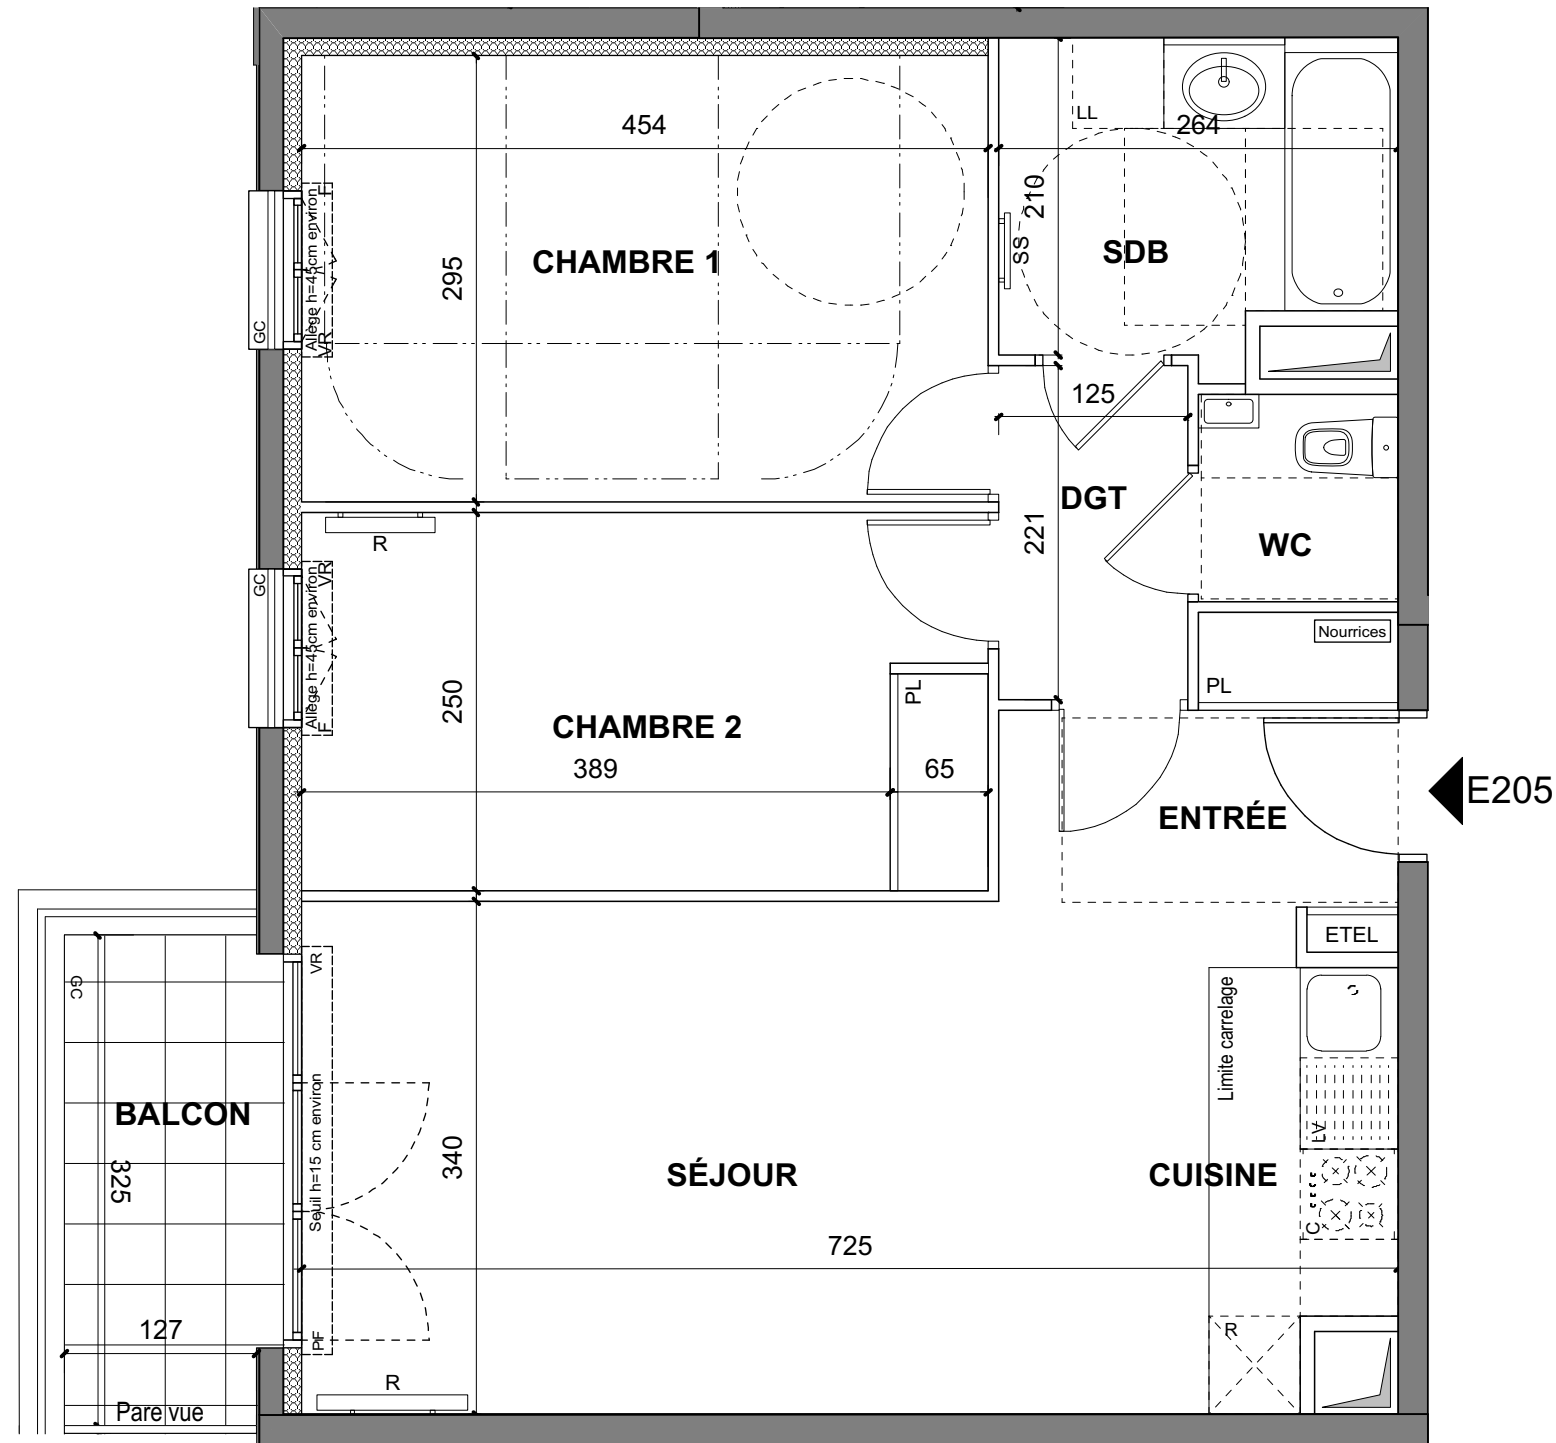 454
LL
264
210
SS
SDB
CHAMBRE 1
295
F
Allège h=45cm environ
VR
GC
125
DGT
221
WC
R
GC
VR
Allège h=45cm environ
F
Nourrices
PL
PL
250
CHAMBRE 2
389
65
E205
ENTRÉE
ETEL
VR
GC
Limite carrelage
Seuil h=15 cm environ
BALCON
325
340
SÉJOUR
CUISINE
LV
C
725
127
PF
R
R
Pare vue